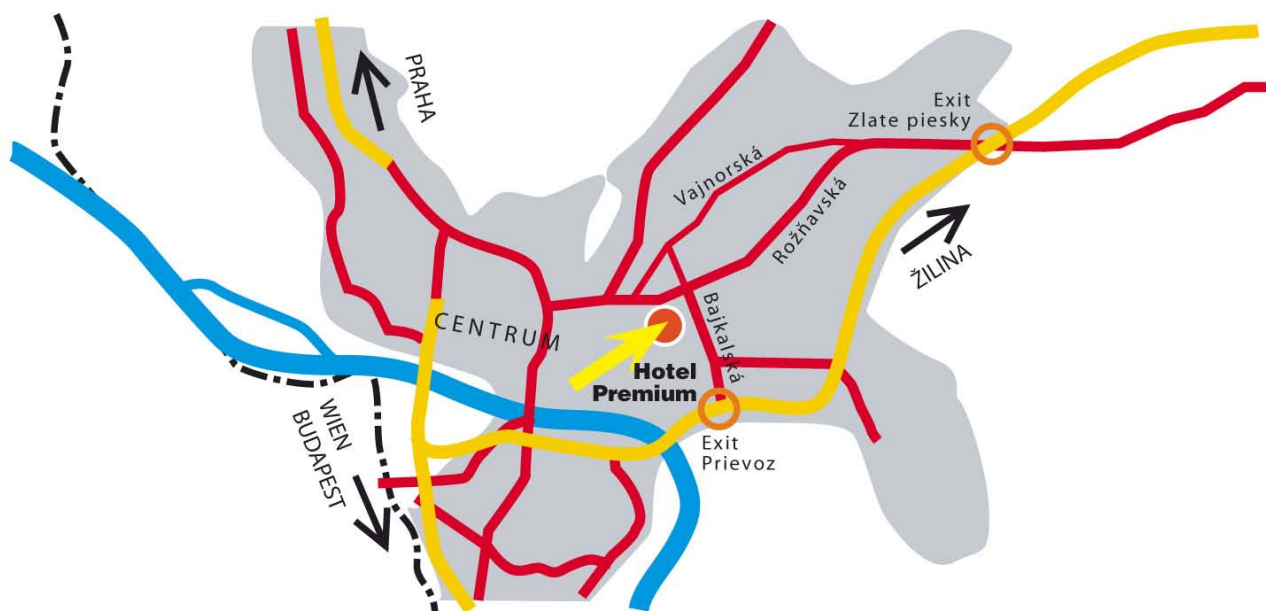 PRAHA
Exit
Zlate piesky
Vajnorská
Rožňavská
ŽILINA
CENTRUM
Bajkalská
Hotel
Premium
Exit
Prievoz
WIEN
BUDAPEST